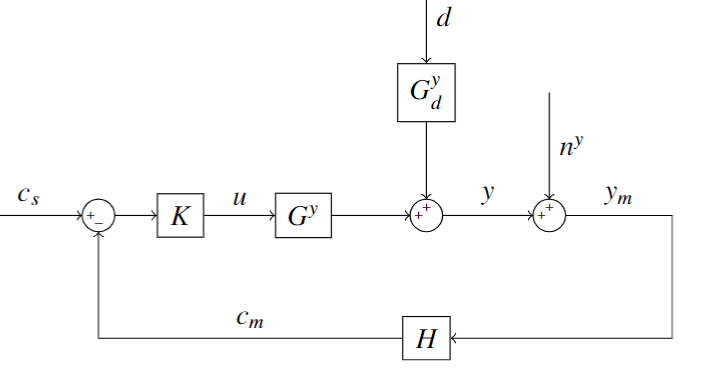 d
G_d^y
n^y
c_s
+
−
K
u
G^y
+
+
y
+
+
y_m
c_m
H